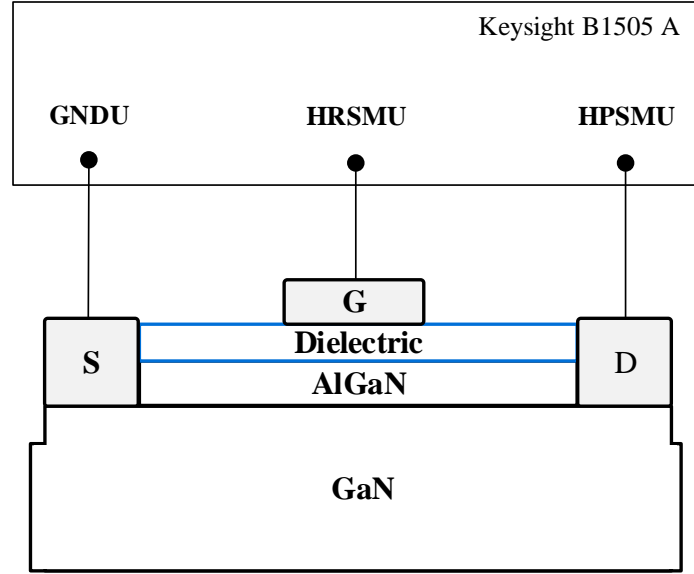 Keysight B1505 A
GNDU HRSMU HPSMU
G
Dielectric
S D
AlGaN
GaN